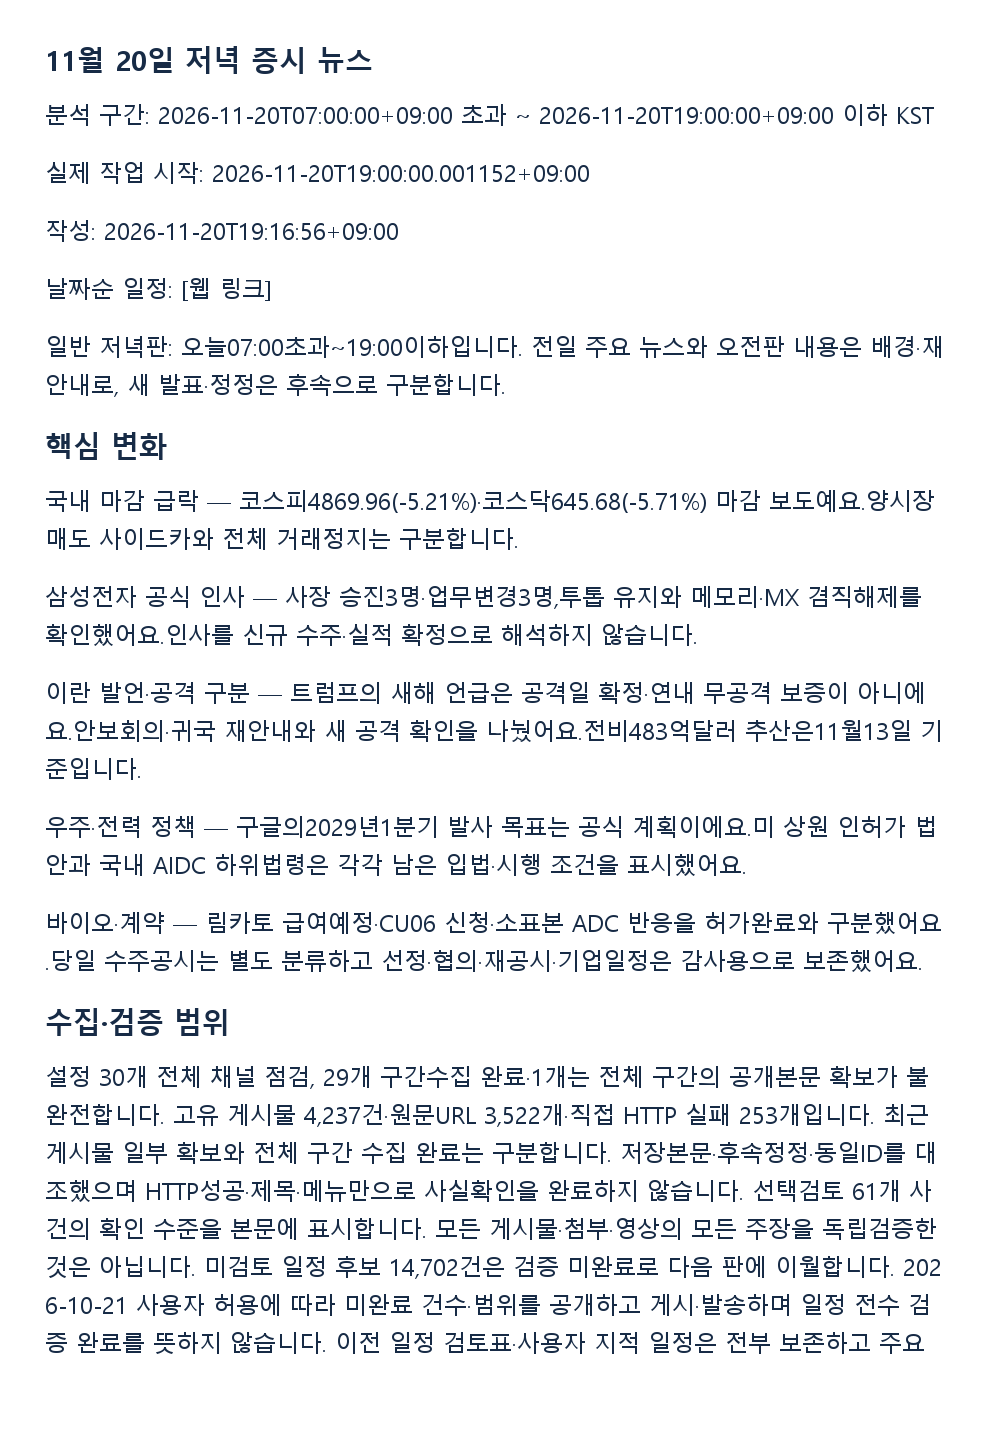 11월 20일 저녁 증시 뉴스
분석 구간: 2026-11-20T07:00:00+09:00 초과 ~ 2026-11-20T19:00:00+09:00 이하 KST
실제 작업 시작: 2026-11-20T19:00:00.001152+09:00
작성: 2026-11-20T19:16:56+09:00
날짜순 일정: [웹 링크]
일반 저녁판: 오늘07:00초과~19:00이하입니다. 전일 주요 뉴스와 오전판 내용은 배경·재
안내로, 새 발표·정정은 후속으로 구분합니다.
핵심 변화
국내 마감 급락 — 코스피4869.96(-5.21%)·코스닥645.68(-5.71%) 마감 보도예요.양시장
매도 사이드카와 전체 거래정지는 구분합니다.
삼성전자 공식 인사 — 사장 승진3명·업무변경3명,투톱 유지와 메모리·MX 겸직해제를
확인했어요.인사를 신규 수주·실적 확정으로 해석하지 않습니다.
이란 발언·공격 구분 — 트럼프의 새해 언급은 공격일 확정·연내 무공격 보증이 아니에
요.안보회의·귀국 재안내와 새 공격 확인을 나눴어요.전비483억달러 추산은11월13일 기
준입니다.
우주·전력 정책 — 구글의2029년1분기 발사 목표는 공식 계획이에요.미 상원 인허가 법
안과 국내 AIDC 하위법령은 각각 남은 입법·시행 조건을 표시했어요.
바이오·계약 — 림카토 급여예정·CU06 신청·소표본 ADC 반응을 허가완료와 구분했어요
.당일 수주공시는 별도 분류하고 선정·협의·재공시·기업일정은 감사용으로 보존했어요.
수집·검증 범위
설정 30개 전체 채널 점검, 29개 구간수집 완료·1개는 전체 구간의 공개본문 확보가 불
완전합니다. 고유 게시물 4,237건·원문URL 3,522개·직접 HTTP 실패 253개입니다. 최근
게시물 일부 확보와 전체 구간 수집 완료는 구분합니다. 저장본문·후속정정·동일ID를 대
조했으며 HTTP성공·제목·메뉴만으로 사실확인을 완료하지 않습니다. 선택검토 61개 사
건의 확인 수준을 본문에 표시합니다. 모든 게시물·첨부·영상의 모든 주장을 독립검증한
것은 아닙니다. 미검토 일정 후보 14,702건은 검증 미완료로 다음 판에 이월합니다. 202
6-10-21 사용자 허용에 따라 미완료 건수·범위를 공개하고 게시·발송하며 일정 전수 검
증 완료를 뜻하지 않습니다. 이전 일정 검토표·사용자 지적 일정은 전부 보존하고 주요